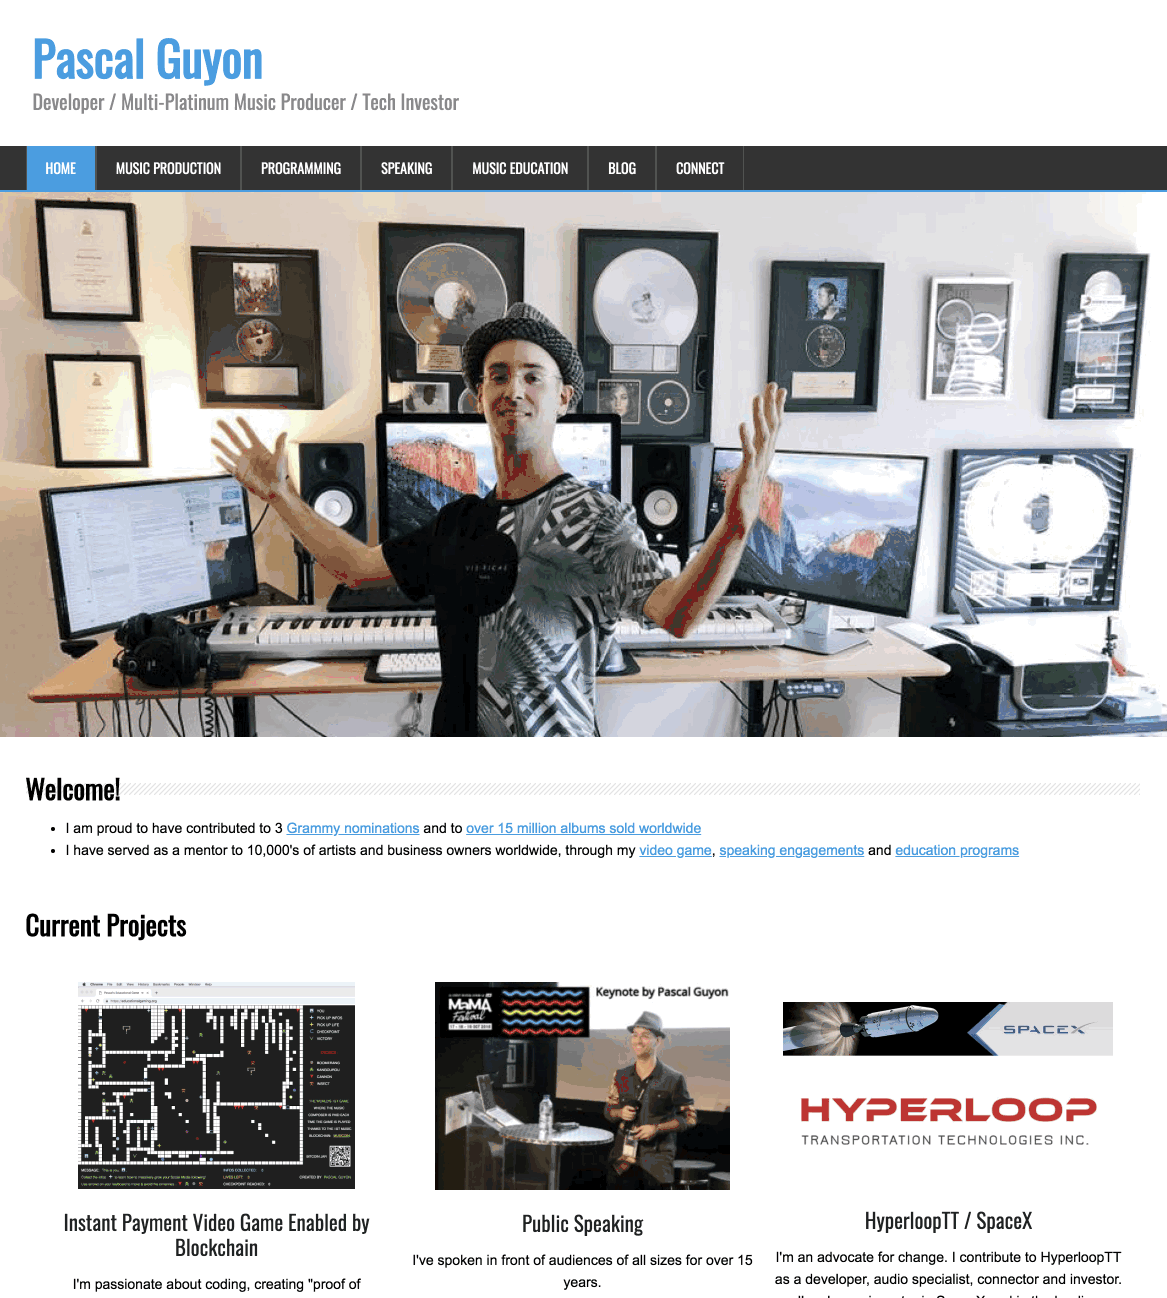 Pascal Guyon
Developer / Multi-Platinum Music Producer / Tech Investor
HOME
MUSIC PRODUCTION
PROGRAMMING
SPEAKING
MUSIC EDUCATION
BLOG
CONNECT
Welcome!
I am proud to have contributed to 3 Grammy nominations and to over 15 million albums sold worldwide
I have served as a mentor to 10,000's of artists and business owners worldwide, through my video game, speaking engagements and education programs
Current Projects
MaMA
Festival
Keynote by Pascal Guyon
SPACEX
HYPERLOOP
TRANSPORTATION TECHNOLOGIES INC.
Instant Payment Video Game Enabled by
Blockchain
I'm passionate about coding, creating "proof of
Public Speaking
I've spoken in front of audiences of all sizes for over 15
years.
HyperloopTT / SpaceX
I'm an advocate for change. I contribute to HyperloopTT
as a developer, audio specialist, connector and investor.